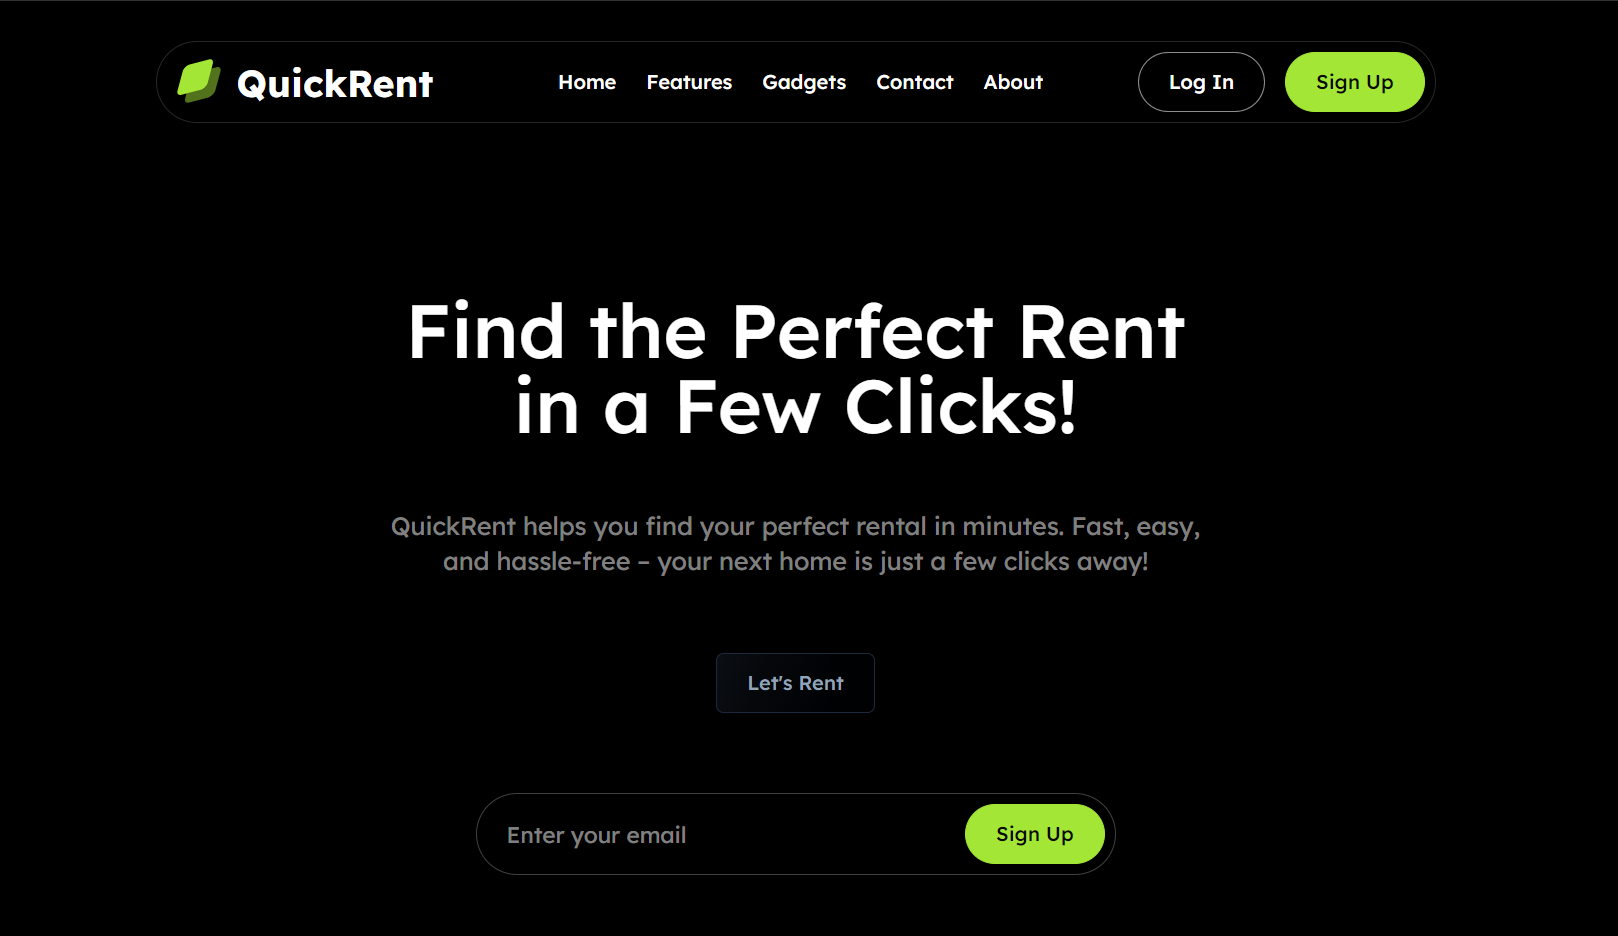 QuickRent
Home Features Gadgets Contact About
Log In
Sign Up
Find the Perfect Rent
in a Few Clicks!
QuickRent helps you find your perfect rental in minutes. Fast, easy,
and hassle-free – your next home is just a few clicks away!
Let's Rent
Enter your email
Sign Up